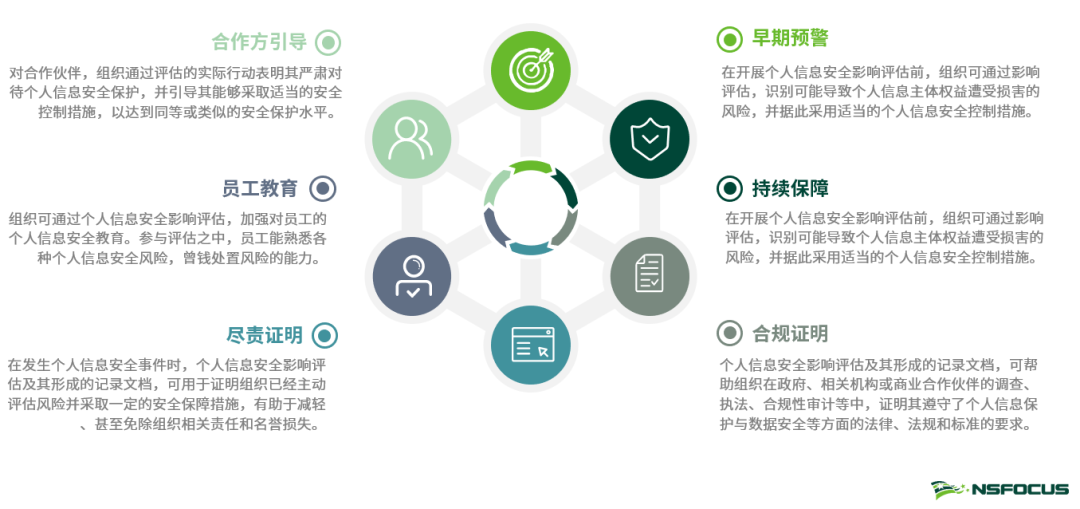 合作方引导
对合作伙伴，组织通过评估的实际行动表明其严肃对
待个人信息安全保护，并引导其能够采取适当的安全
控制措施，以达到同等或类似的安全保护水平。
员工教育
组织可通过个人信息安全影响评估，加强对员工的
个人信息安全教育。参与评估之中，员工能熟悉各
种个人信息安全风险，曾钱处置风险的能力。
尽责证明
在发生个人信息安全事件时，个人信息安全影响评
估及其形成的记录文档，可用于证明组织已经主动
评估风险并采取一定的安全保障措施，有助于减轻
、甚至免除组织相关责任和名誉损失。
早期预警
在开展个人信息安全影响评估前，组织可通过影响
评估，识别可能导致个人信息主体权益遭受损害的
风险，并据此采用适当的个人信息安全控制措施。
持续保障
在开展个人信息安全影响评估前，组织可通过影响
评估，识别可能导致个人信息主体权益遭受损害的
风险，并据此采用适当的个人信息安全控制措施。
合规证明
个人信息安全影响评估及其形成的记录文档，可帮
助组织在政府、相关机构或商业合作伙伴的调查、
执法、合规性审计等中，证明其遵守了个人信息保
护与数据安全等方面的法律、法规和标准的要求。
NSFOCUS